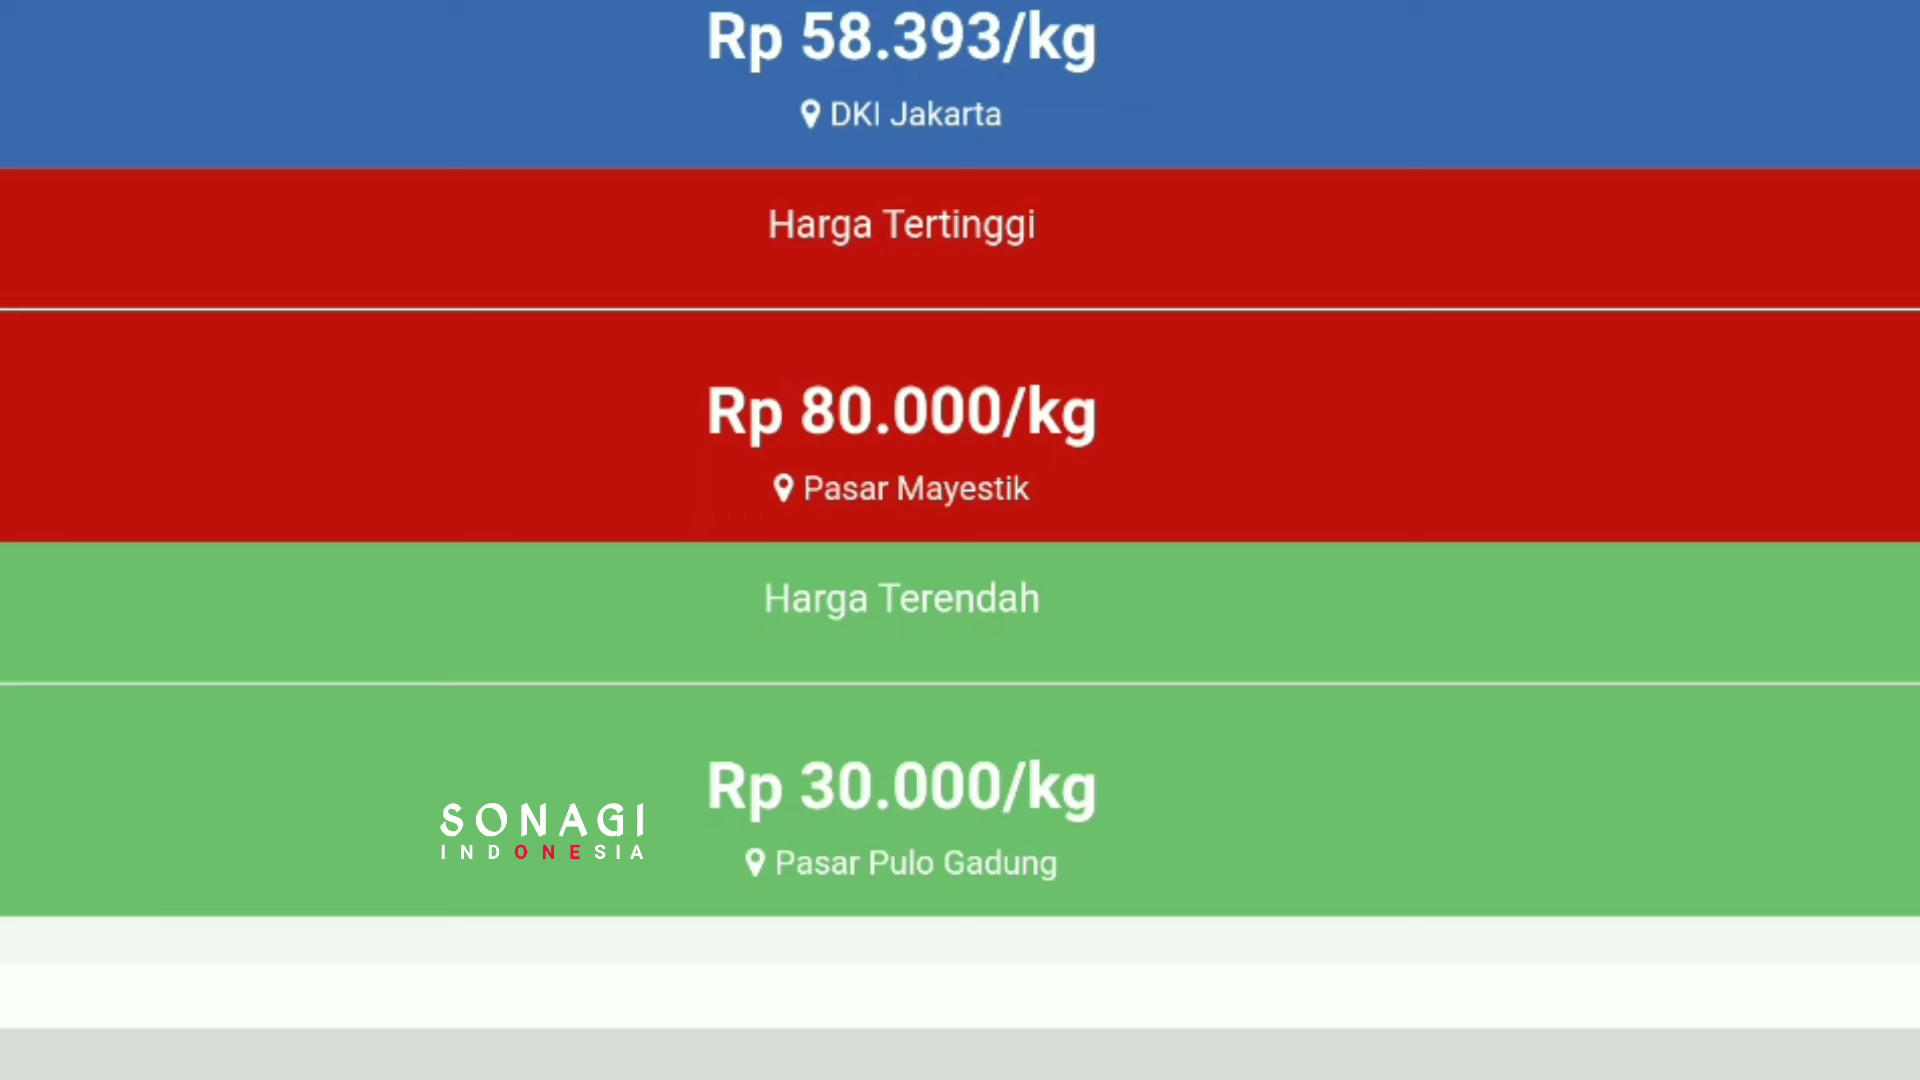 Rp 58.393/kg
DKI Jakarta
Harga Tertinggi
Rp 80.000/kg
Pasar Mayestik
Harga Terendah
Rp 30.000/kg
Pasar Pulo Gadung
SONAGI
INDONESIA